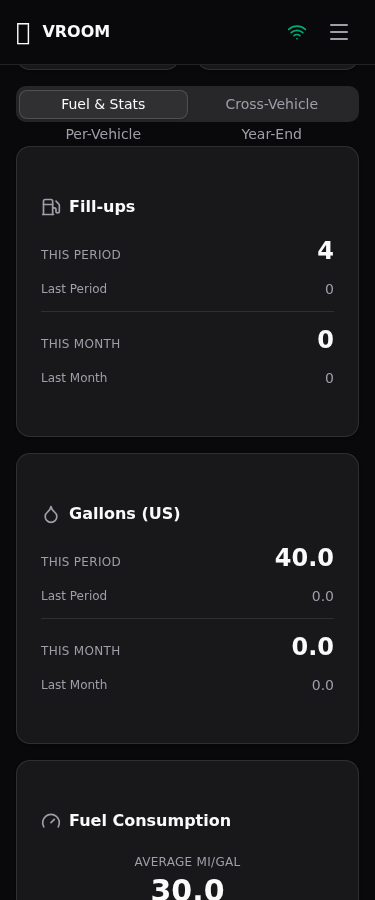 VROOM
Fuel & Stats
Cross-Vehicle
Per-Vehicle
Year-End
Fill-ups
THIS PERIOD
4
Last Period
0
THIS MONTH
0
Last Month
0
Gallons (US)
THIS PERIOD
40.0
Last Period
0.0
THIS MONTH
0.0
Last Month
0.0
Fuel Consumption
AVERAGE MI/GAL
30.0